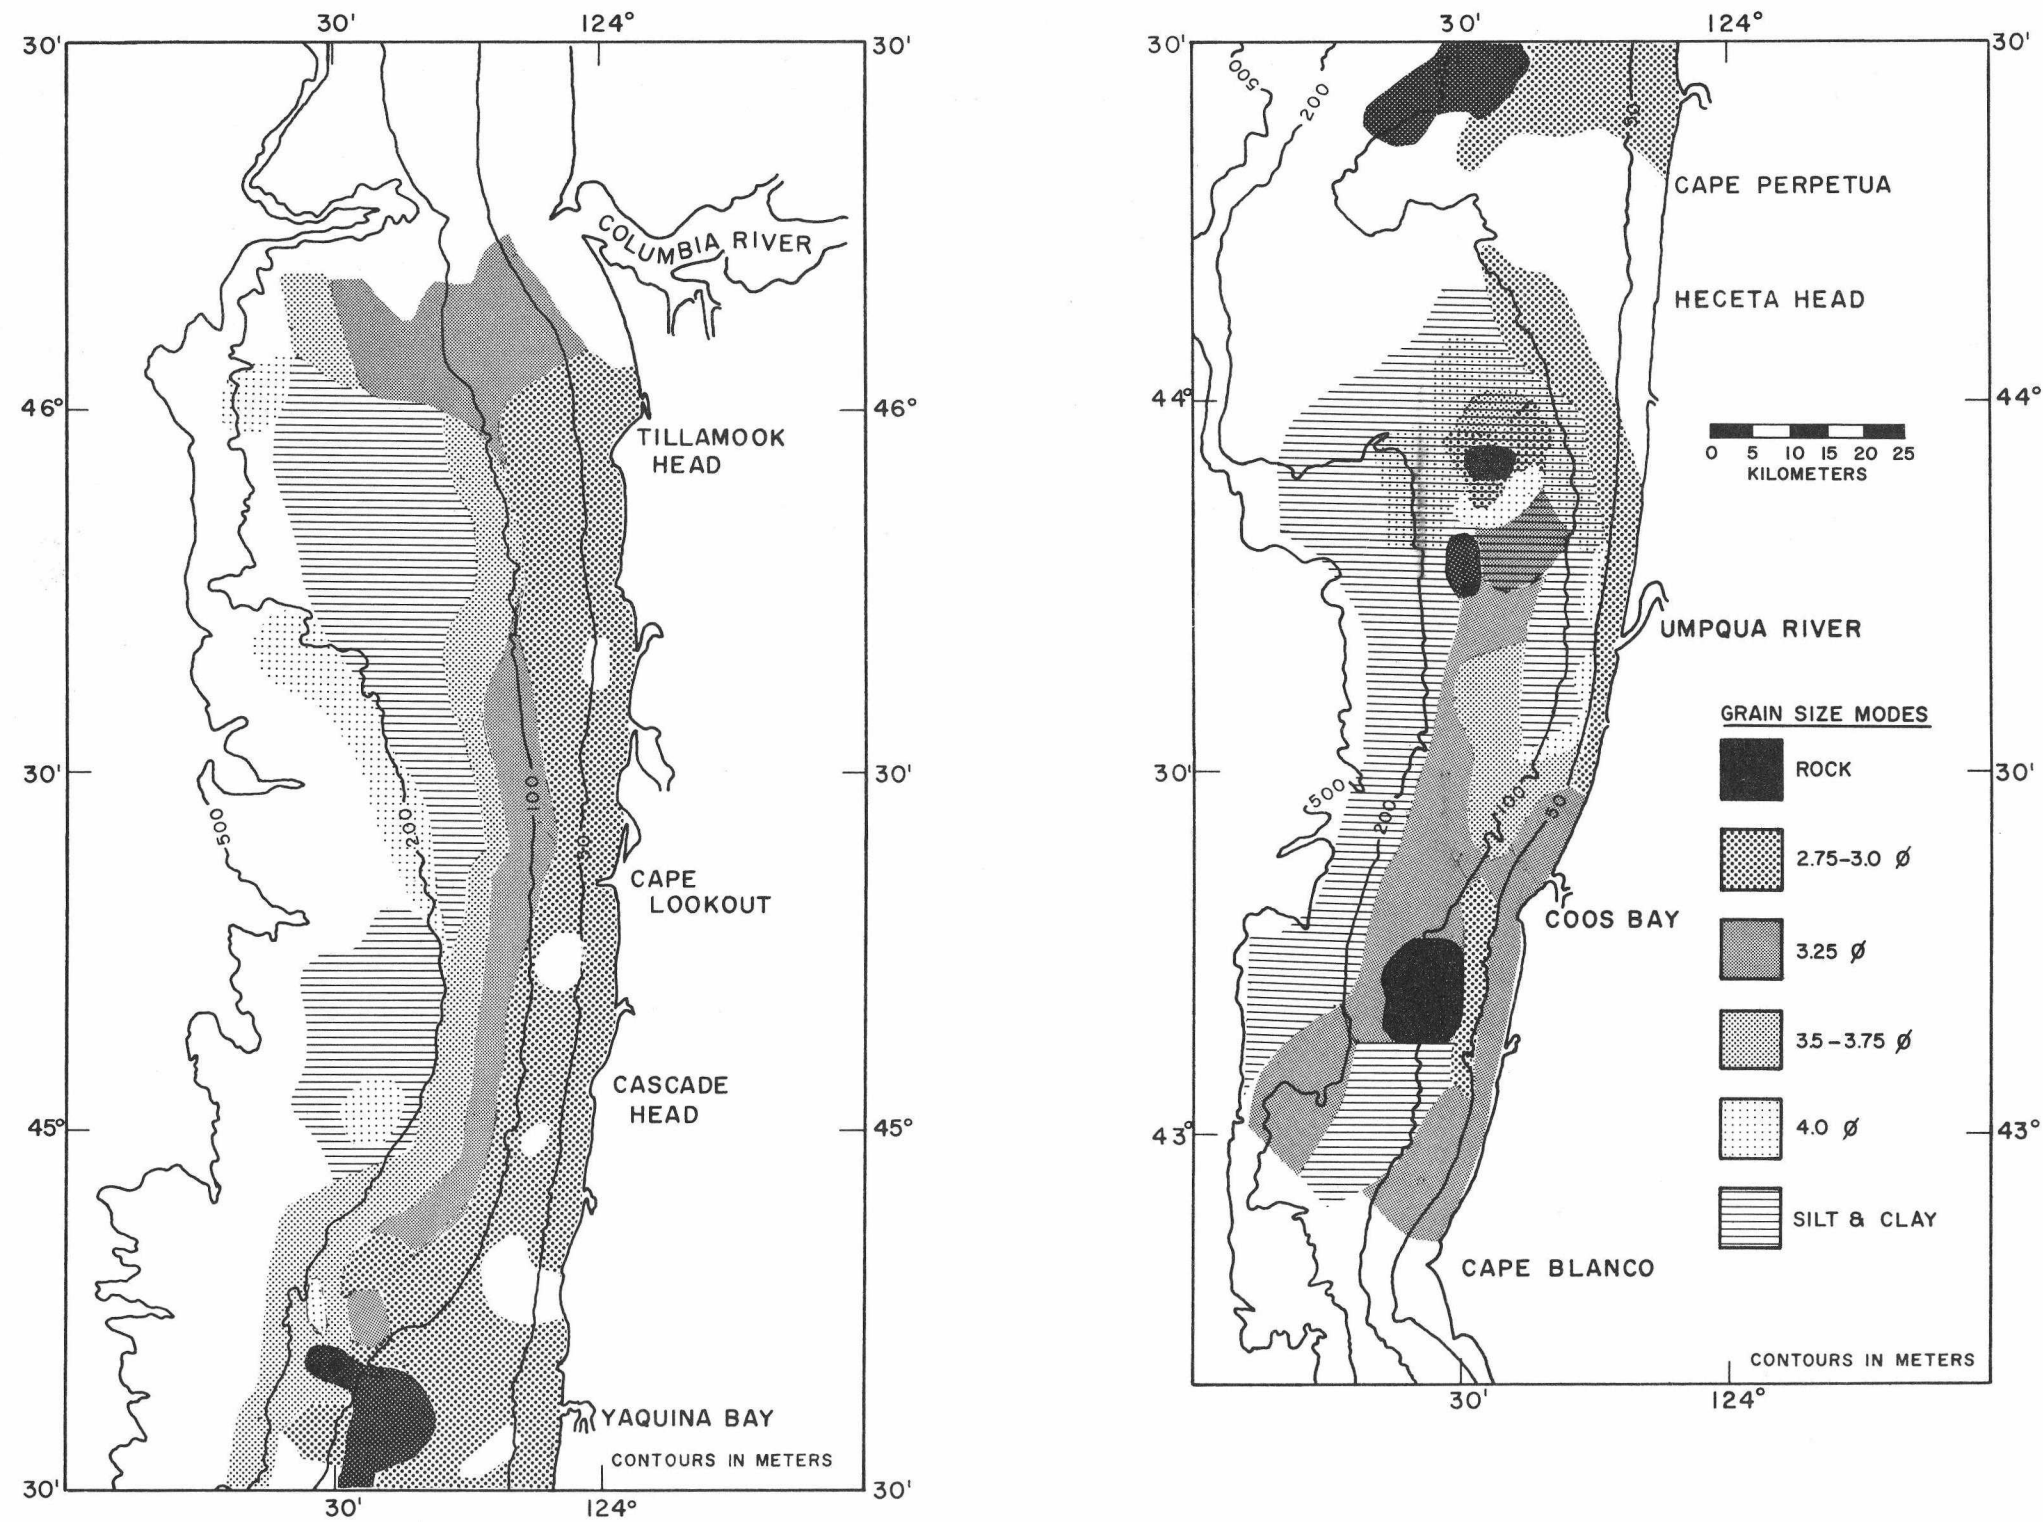 30' 124°
30' 30'
COLUMBIA RIVER
46° 46°
TILLAMOOK
HEAD
30' 30'
100
200
500
50
CAPE
LOOKOUT
CASCADE
HEAD
45° 45°
YAQUINA BAY
CONTOURS IN METERS
30' 30'
30' 124°
30' 124°
30' 30'
500
200
50
CAPE PERPETUA
HECETA HEAD
44° 44°
0 5 10 15 20 25
KILOMETERS
UMPQUA RIVER
GRAIN SIZE MODES
ROCK
2.75-3.0 Ø
3.25 Ø
3.5-3.75 Ø
4.0 Ø
SILT & CLAY
30' 30'
500
200
100
50
COOS BAY
43° 43°
CAPE BLANCO
CONTOURS IN METERS
30' 124°